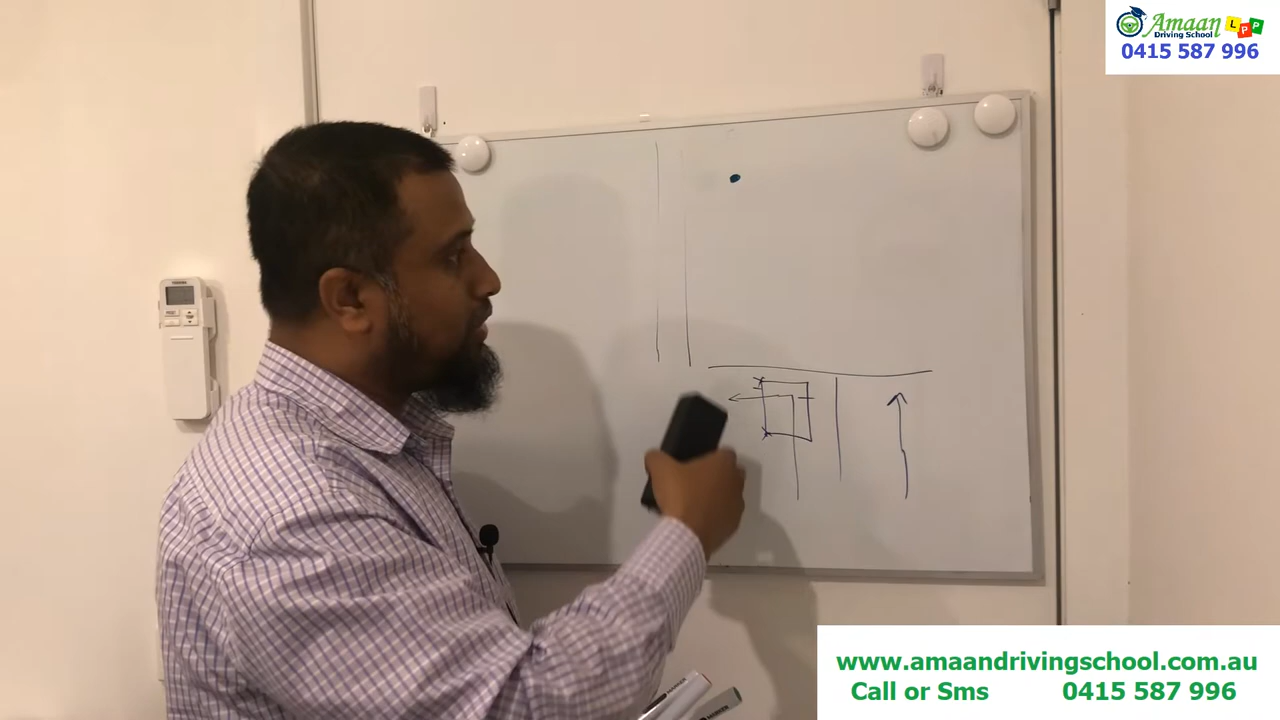 Amaan
Driving School
L P P
0415 587 996
www.amaandrivingschool.com.au
Call or Sms 0415 587 996